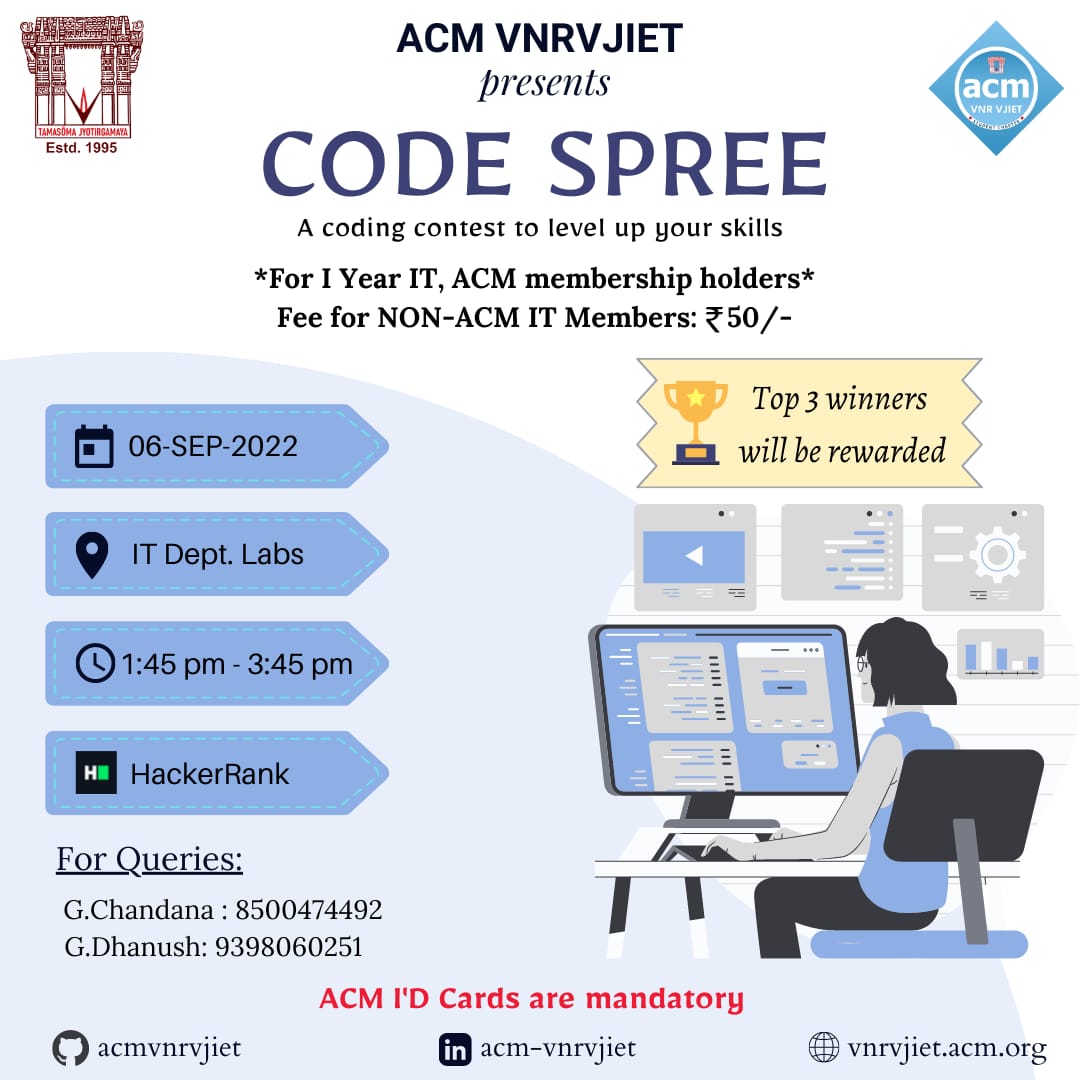 TAMASOMA JYOTIRGAMAYA
Estd. 1995
ACM VNRVJIET
presents
acm
VNR VJIET
STUDENT CHAPTER
CODE SPREE
A coding contest to level up your skills
*For I Year IT, ACM membership holders*
Fee for NON-ACM IT Members: ₹50/-
06-SEP-2022
IT Dept. Labs
1:45 pm - 3:45 pm
H
HackerRank
Top 3 winners
will be rewarded
For Queries:
G.Chandana : 8500474492
G.Dhanush: 9398060251
ACM I'D Cards are mandatory
acmvnrvjiet
in
acm-vnrvjiet
vnrvjiet.acm.org